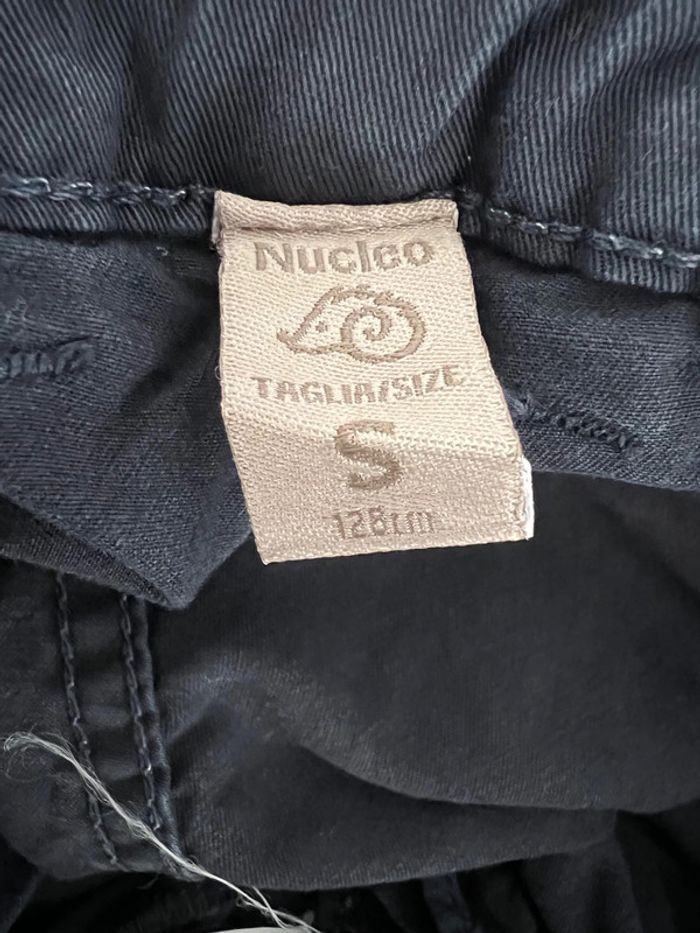 Nucleo
TAGLIA/SIZE
S
128cm